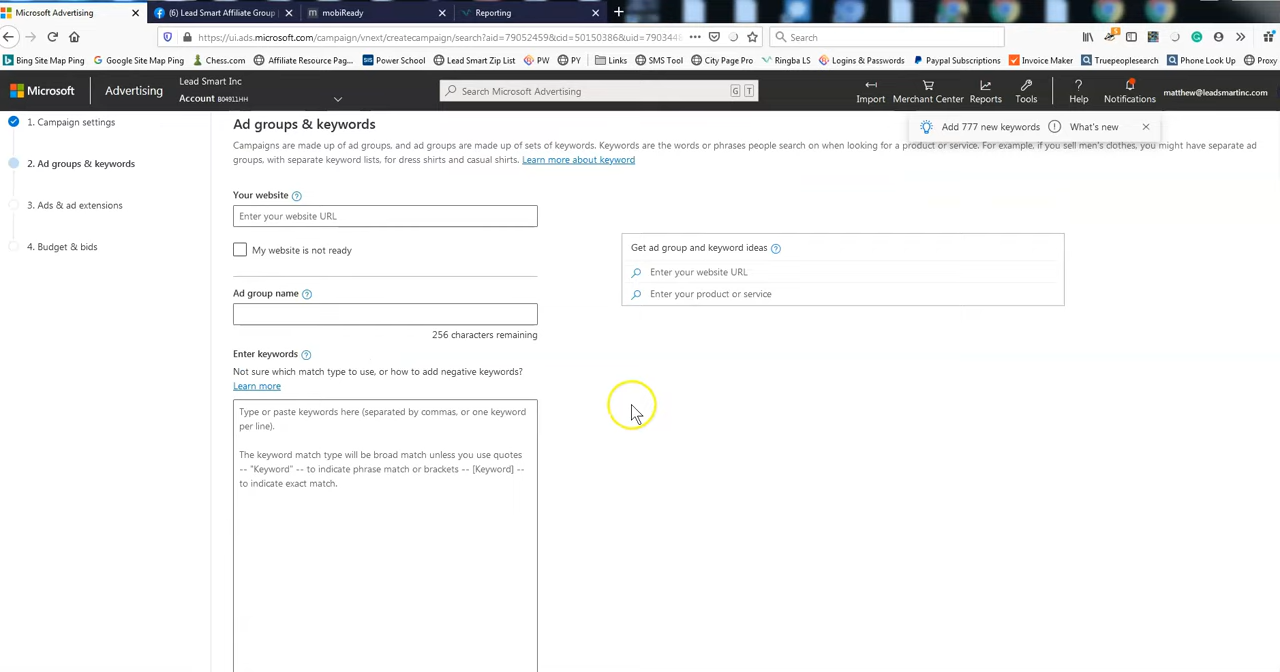 Microsoft Advertising
(6) Lead Smart Affiliate Group
mobiReady
Reporting
https://ui.ads.microsoft.com/campaign/vnext/createcampaign/search?aid=79052459&cid=50150386&uid=7903448
Search
Bing Site Map Ping
Google Site Map Ping
Chess.com
Affiliate Resource Pag...
Power School
Lead Smart Zip List
PW
PY
Links
SMS Tool
City Page Pro
Ringba LS
Logins & Passwords
Paypal Subscriptions
Invoice Maker
Truepeoplesearch
Phone Look Up
Proxy
Microsoft
Advertising
Lead Smart Inc
Account B04911HH
Search Microsoft Advertising
G T
Import
Merchant Center
Reports
Tools
Help
Notifications
matthew@leadsmartinc.com
Add 777 new keywords
What's new
1. Campaign settings
2. Ad groups & keywords
3. Ads & ad extensions
4. Budget & bids
Ad groups & keywords
Campaigns are made up of ad groups, and ad groups are made up of sets of keywords. Keywords are the words or phrases people search on when looking for a product or service. For example, if you sell men's clothes, you might have separate ad
groups, with separate keyword lists, for dress shirts and casual shirts. Learn more about keyword
Your website
Enter your website URL
My website is not ready
Ad group name
256 characters remaining
Enter keywords
Not sure which match type to use, or how to add negative keywords?
Learn more
Type or paste keywords here (separated by commas, or one keyword
per line).
The keyword match type will be broad match unless you use quotes
-- "Keyword" -- to indicate phrase match or brackets -- [Keyword] --
to indicate exact match.
Get ad group and keyword ideas
Enter your website URL
Enter your product or service